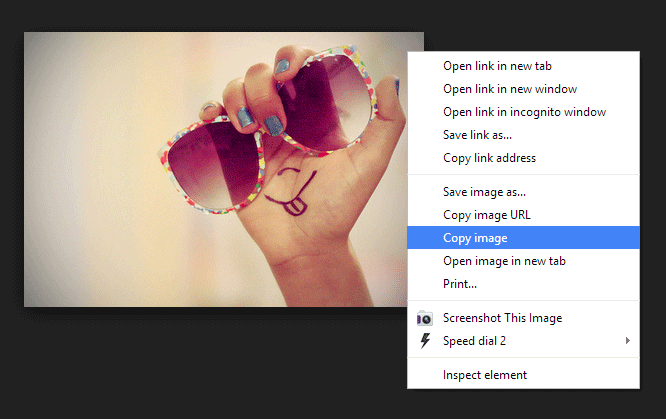 Open link in new tab
Open link in new window
Open link in incognito window
Save link as...
Copy link address
Save image as...
Copy image URL
Copy image
Open image in new tab
Print...
Screenshot This Image
Speed dial 2
Inspect element